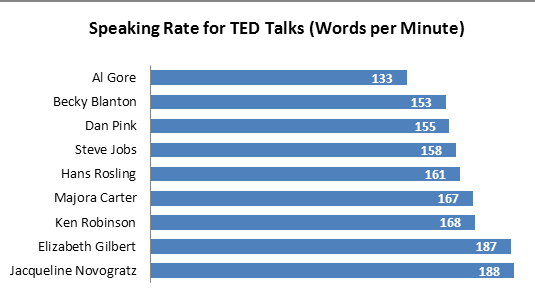 Speaking Rate for TED Talks (Words per Minute)
Al Gore 133
Becky Blanton 153
Dan Pink 155
Steve Jobs 158
Hans Rosling 161
Majora Carter 167
Ken Robinson 168
Elizabeth Gilbert 187
Jacqueline Novogratz 188